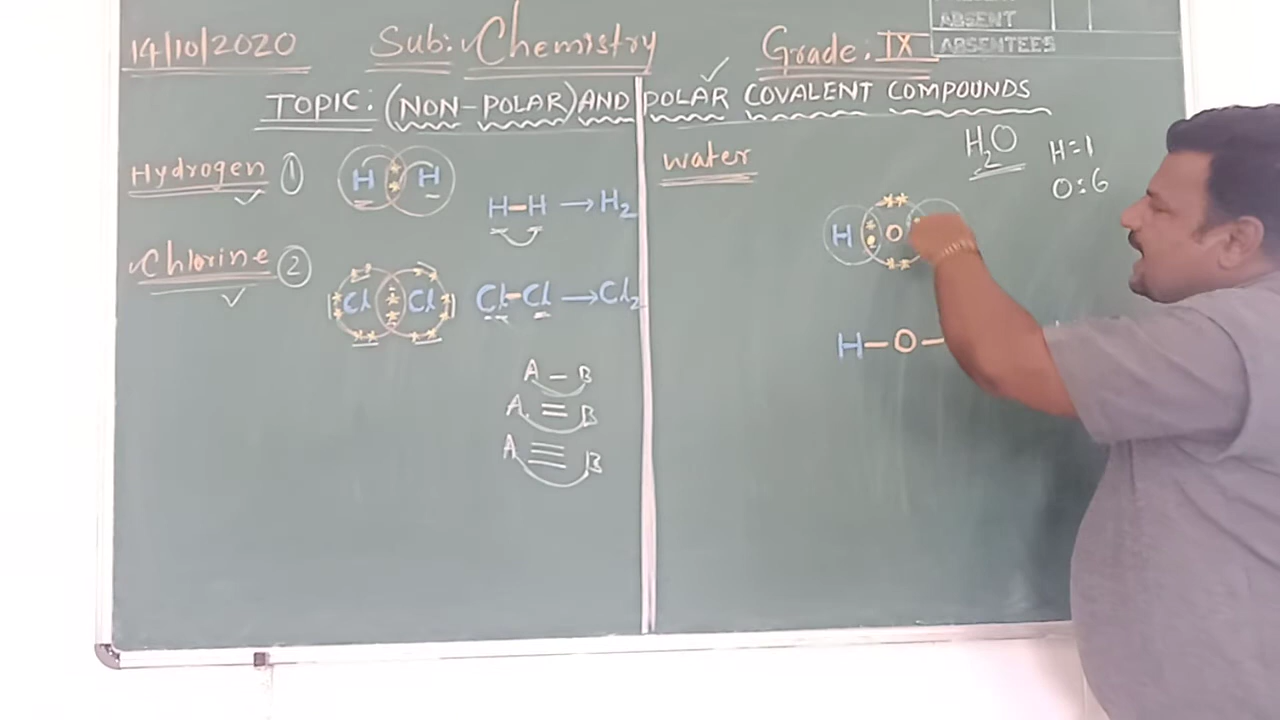 ABSENT
ABSENTEES
14/10/2020 Sub: Chemistry Grade: IX
TOPIC: (NON-POLAR) AND POLAR COVALENT COMPOUNDS
Hydrogen ①
H H
H–H → H₂
Chlorine ②
Cl Cl
Cl–Cl → Cl₂
A – B
A = B
A ≡ B
water
H₂O
H=1
O:6
H O
H–O–